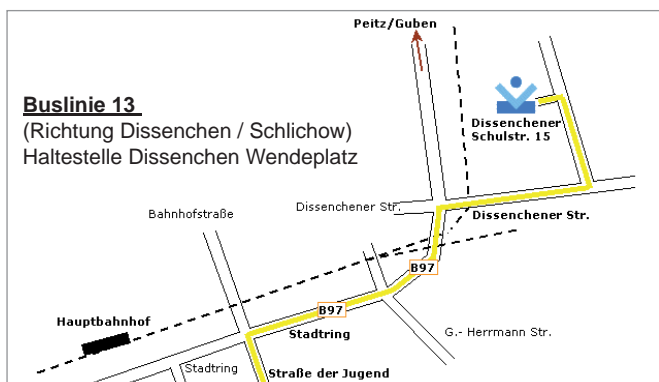 Peitz/Guben
Buslinie 13
(Richtung Dissenchen / Schlichow)
Haltestelle Dissenchen Wendeplatz
Dissenchener
Schulstr. 15
Bahnhofstraße
Dissenchener Str.
Dissenchener Str.
B97
B97
Hauptbahnhof
Stadtring
G.- Herrmann Str.
Stadtring
Straße der Jugend